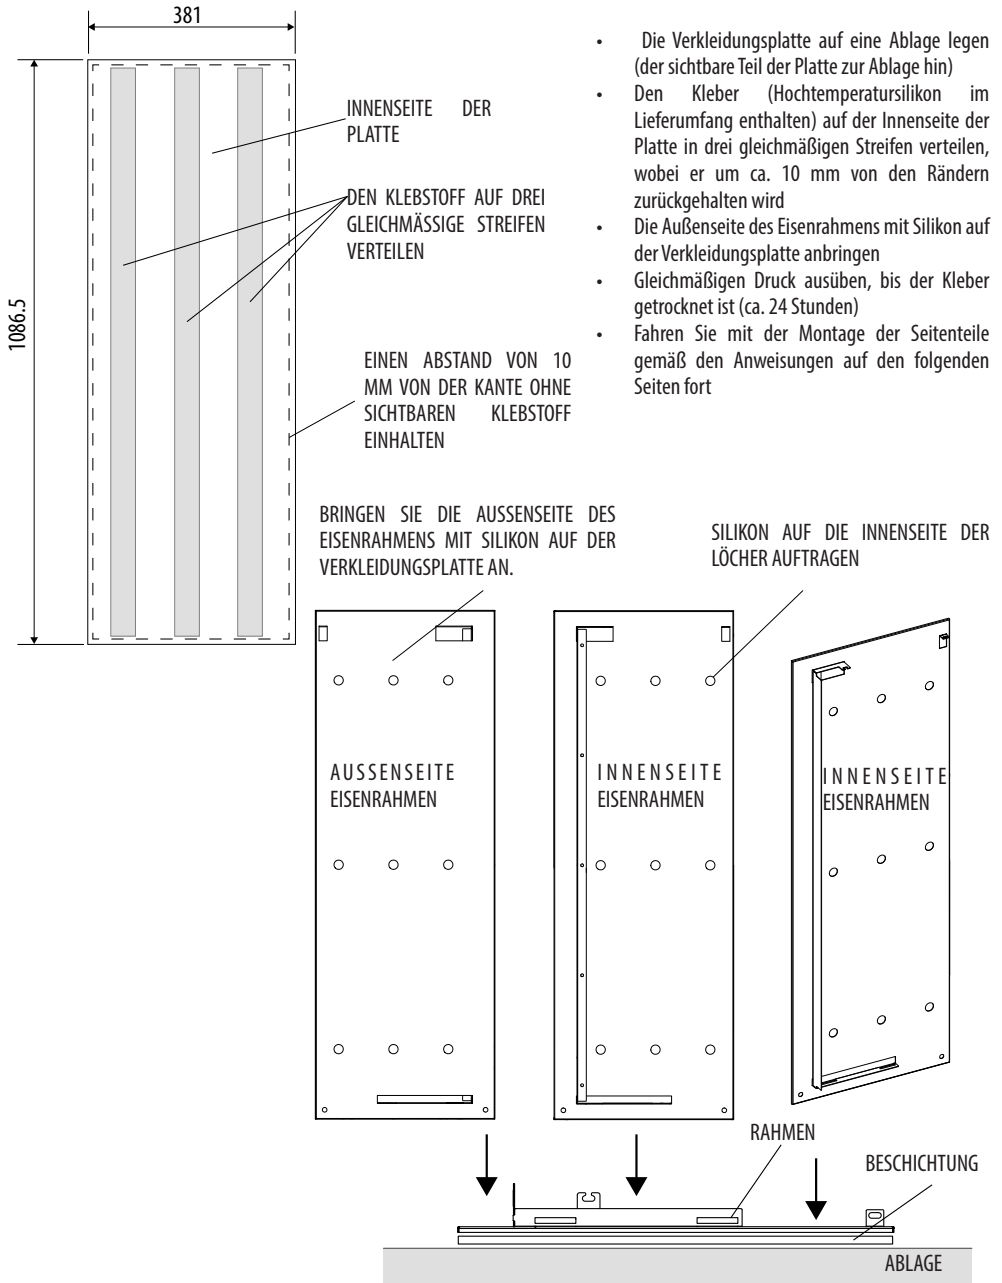 381
1086.5
INNENSEITE DER
PLATTE
DEN KLEBSTOFF AUF DREI
GLEICHMÄSSIGE STREIFEN
VERTEILEN
EINEN ABSTAND VON 10
MM VON DER KANTE OHNE
SICHTBAREN KLEBSTOFF
EINHALTEN
• Die Verkleidungsplatte auf eine Ablage legen
(der sichtbare Teil der Platte zur Ablage hin)
• Den Kleber (Hochtemperatursilikon im
Lieferumfang enthalten) auf der Innenseite der
Platte in drei gleichmäßigen Streifen verteilen,
wobei er um ca. 10 mm von den Rändern
zurückgehalten wird
• Die Außenseite des Eisenrahmens mit Silikon auf
der Verkleidungsplatte anbringen
• Gleichmäßigen Druck ausüben, bis der Kleber
getrocknet ist (ca. 24 Stunden)
• Fahren Sie mit der Montage der Seitenteile
gemäß den Anweisungen auf den folgenden
Seiten fort
BRINGEN SIE DIE AUSSENSEITE DES
EISENRAHMENS MIT SILIKON AUF DER
VERKLEIDUNGSPLATTE AN.
SILIKON AUF DIE INNENSEITE DER
LÖCHER AUFTRAGEN
AUSSENSEITE
EISENRAHMEN
INNENSEITE
EISENRAHMEN
INNENSEITE
EISENRAHMEN
RAHMEN
BESCHICHTUNG
ABLAGE